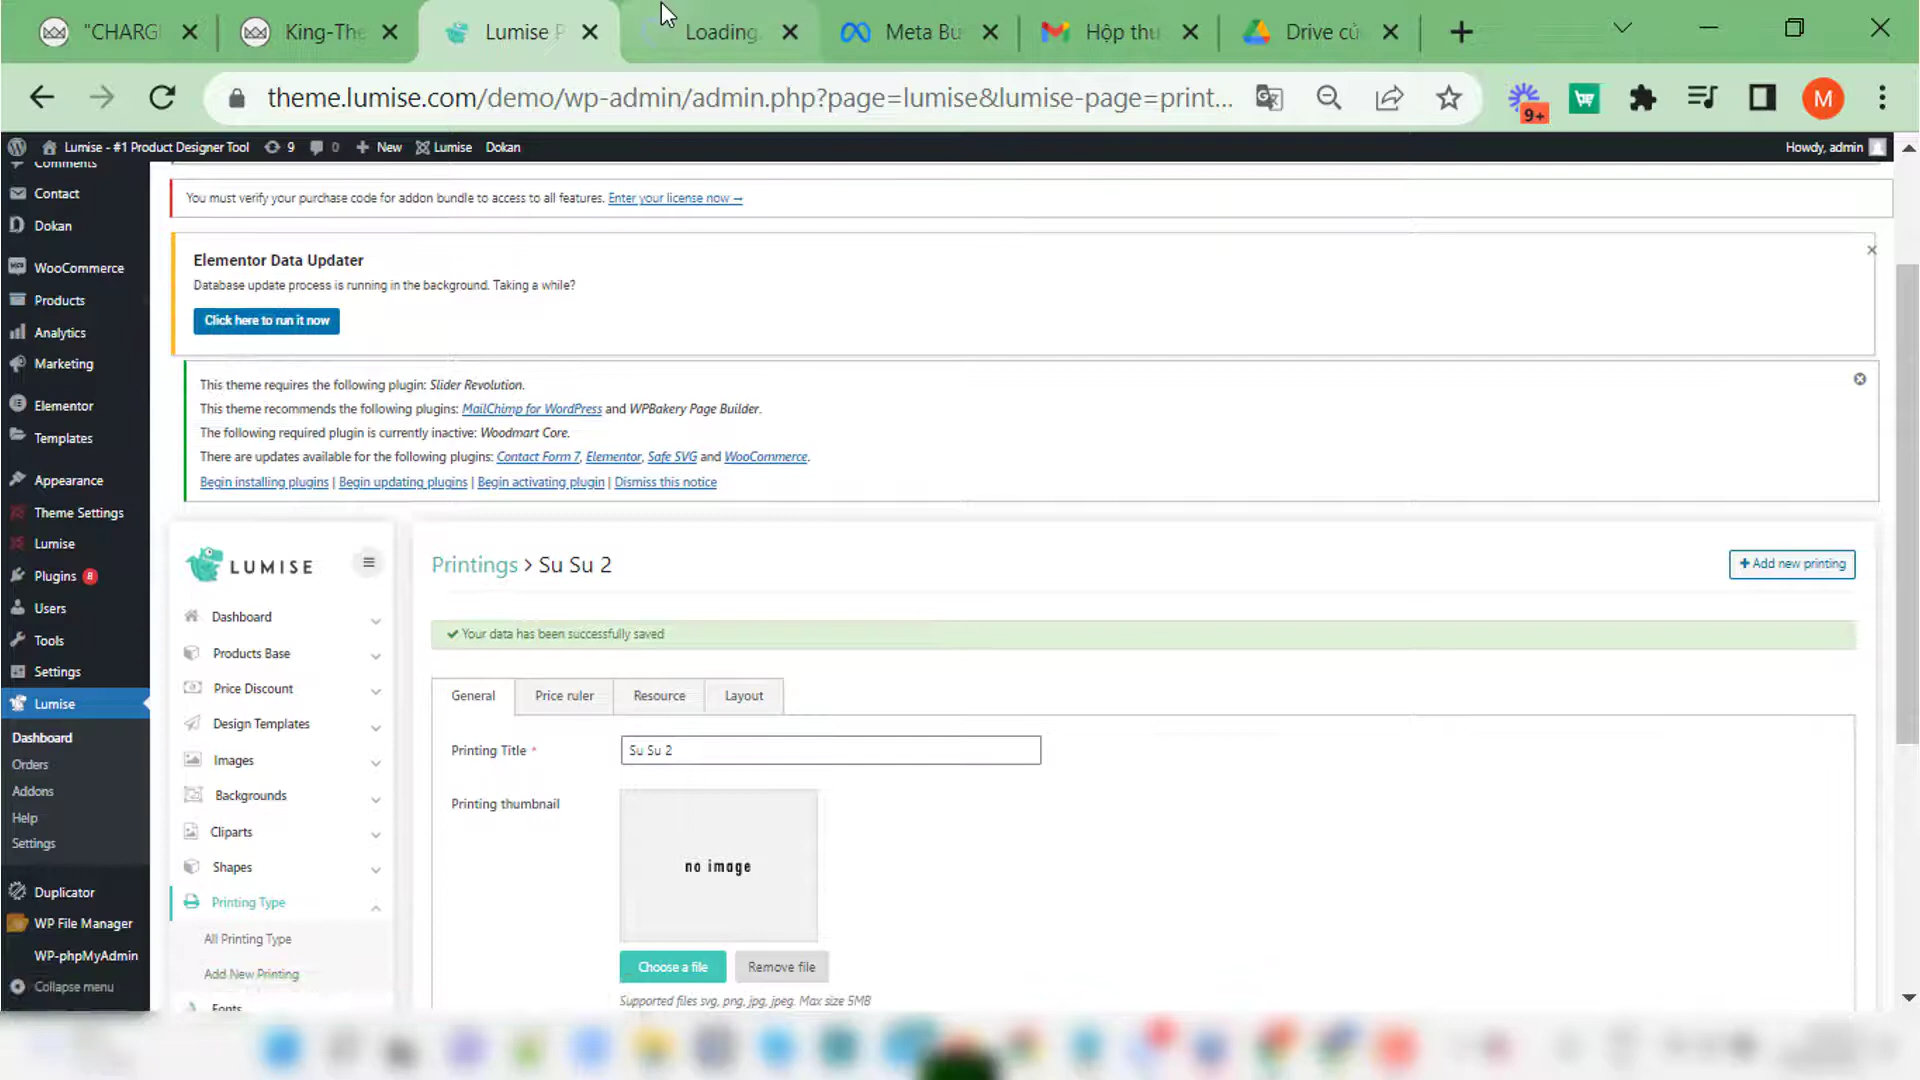 "CHARG
King-The
Lumise P
Loading
Meta Bu
Hộp thu
Drive củ
theme.lumise.com/demo/wp-admin/admin.php?page=lumise&lumise-page=print...
9+
M
Lumise - #1 Product Designer Tool
9
0
New
Lumise
Dokan
Howdy, admin
Comments
Contact
Dokan
WooCommerce
Products
Analytics
Marketing
Elementor
Templates
Appearance
Theme Settings
Lumise
Plugins 8
Users
Tools
Settings
Lumise
Dashboard
Orders
Addons
Help
Settings
Duplicator
WP File Manager
WP-phpMyAdmin
Collapse menu
You must verify your purchase code for addon bundle to access to all features. Enter your license now →
Elementor Data Updater
Database update process is running in the background. Taking a while?
Click here to run it now
This theme requires the following plugin: Slider Revolution.
This theme recommends the following plugins: MailChimp for WordPress and WPBakery Page Builder.
The following required plugin is currently inactive: Woodmart Core.
There are updates available for the following plugins: Contact Form 7, Elementor, Safe SVG and WooCommerce.
Begin installing plugins | Begin updating plugins | Begin activating plugin | Dismiss this notice
LUMISE
Dashboard
Products Base
Price Discount
Design Templates
Images
Backgrounds
Cliparts
Shapes
Printing Type
All Printing Type
Add New Printing
Fonts
Printings > Su Su 2
+ Add new printing
Your data has been successfully saved
General
Price ruler
Resource
Layout
Printing Title *
Su Su 2
Printing thumbnail
no image
Choose a file
Remove file
Supported files svg, png, jpg, jpeg. Max size 5MB